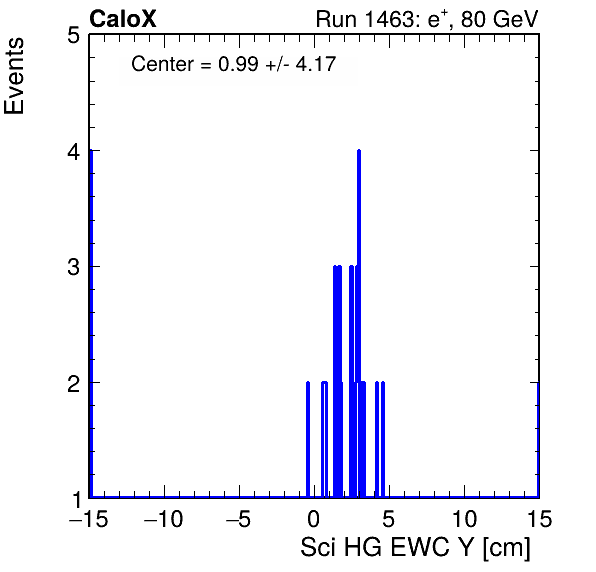 CaloX
Run 1463: e+, 80 GeV
Center = 0.99 +/- 4.17
Events
5
4
3
2
1
−15
−10
−5
0
5
10
15
Sci HG EWC Y [cm]